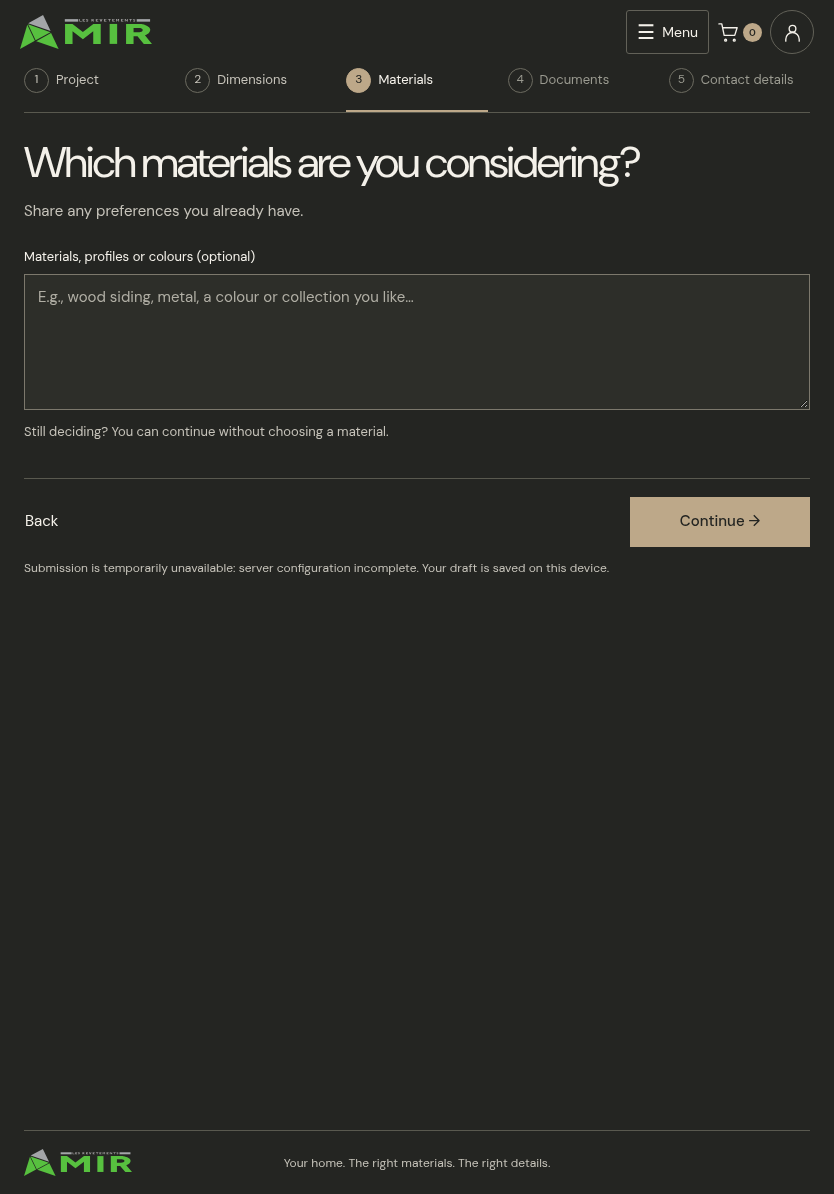 LES REVÊTEMENTS
MIR
Menu
0
1 Project
2 Dimensions
3 Materials
4 Documents
5 Contact details
Which materials are you considering?
Share any preferences you already have.
Materials, profiles or colours (optional)
E.g., wood siding, metal, a colour or collection you like…
Still deciding? You can continue without choosing a material.
Back
Continue →
Submission is temporarily unavailable: server configuration incomplete. Your draft is saved on this device.
LES REVÊTEMENTS
MIR
Your home. The right materials. The right details.